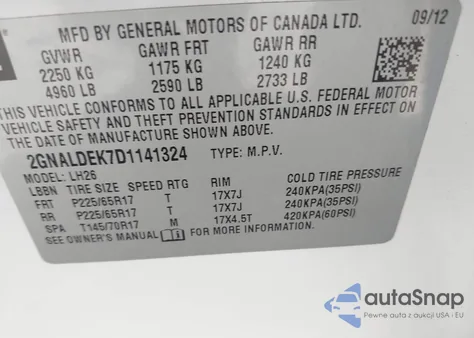 MFD BY GENERAL MOTORS OF CANADA LTD.
09/12
GVWR GAWR FRT GAWR RR
2250 KG 1175 KG 1240 KG
4960 LB 2590 LB 2733 LB
THIS VEHICLE CONFORMS TO ALL APPLICABLE U.S. FEDERAL MOTOR
VEHICLE SAFETY AND THEFT PREVENTION STANDARDS IN EFFECT ON
THE DATE OF MANUFACTURE SHOWN ABOVE.
2GNALDEK7D1141324 TYPE: M.P.V.
MODEL: LH26
LBBN TIRE SIZE SPEED RTG RIM COLD TIRE PRESSURE
FRT P225/65R17 T 17X7J 240KPA(35PSI)
RR P225/65R17 T 17X7J 240KPA(35PSI)
SPA T145/70R17 M 17X4.5T 420KPA(60PSI)
SEE OWNER'S MANUAL FOR MORE INFORMATION.
autoSnap
Pewne auta z aukcji USA - EU